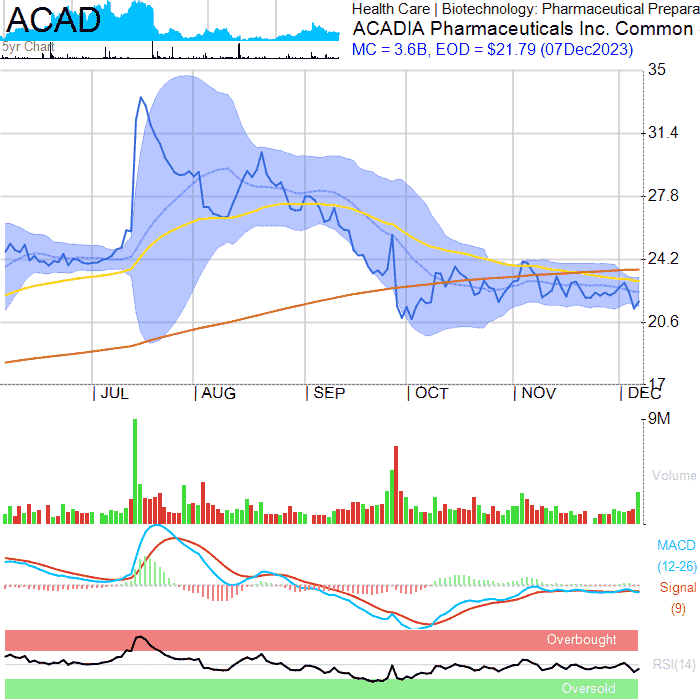 ACAD
5yr Chart
Health Care | Biotechnology: Pharmaceutical Prepara
ACADIA Pharmaceuticals Inc. Common
MC = 3.6B, EOD = $21.79 (07Dec2023)
35
31.4
27.8
24.2
20.6
17
JUL AUG SEP OCT NOV DEC
9M
Volume
MACD
(12-26)
Signal
(9)
Overbought
RSI(14)
Oversold